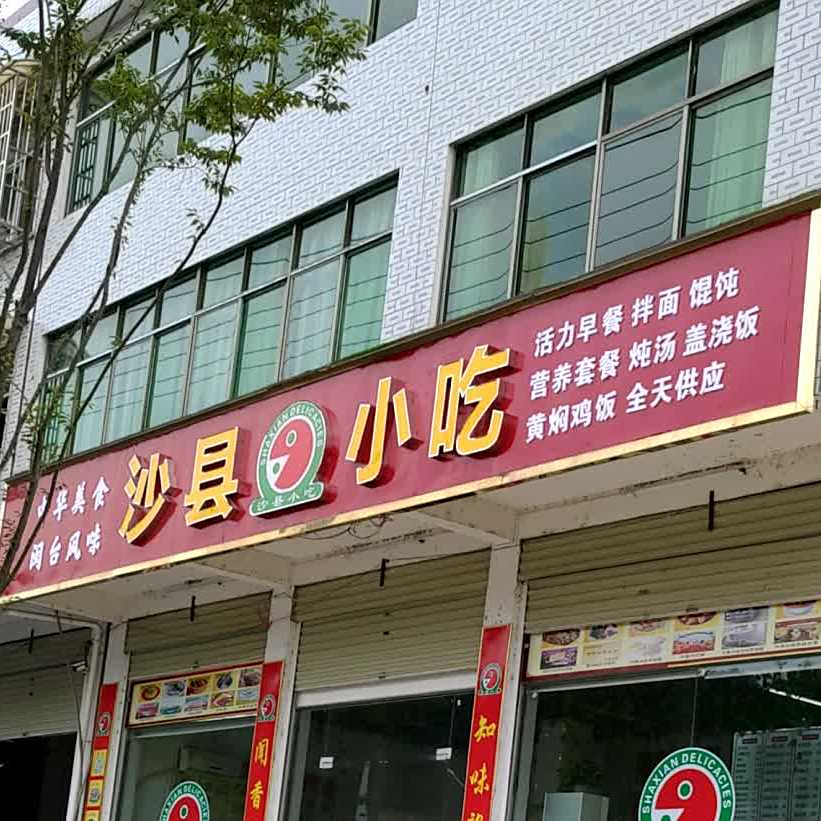 中华美食
闽台风味
沙县
SHAXIAN DELICACIES
沙县小吃
小吃
活力早餐 拌面 馄饨
营养套餐 炖汤 盖浇饭
黄焖鸡饭 全天供应
闻香
知味
SHAXIAN DELICACIES